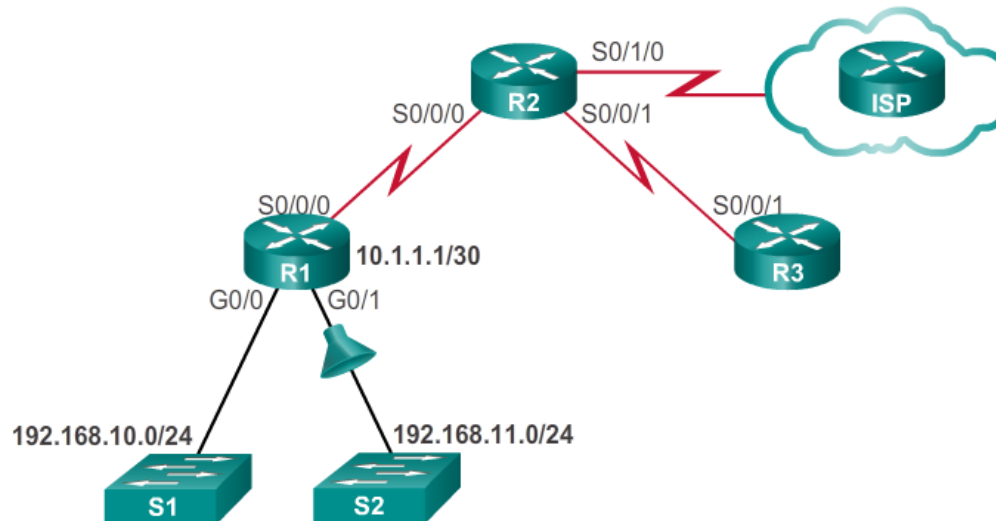 S0/1/0
R2
ISP
S0/0/0
S0/0/1
S0/0/0
S0/0/1
R1
10.1.1.1/30
R3
G0/0
G0/1
192.168.10.0/24
192.168.11.0/24
S1
S2